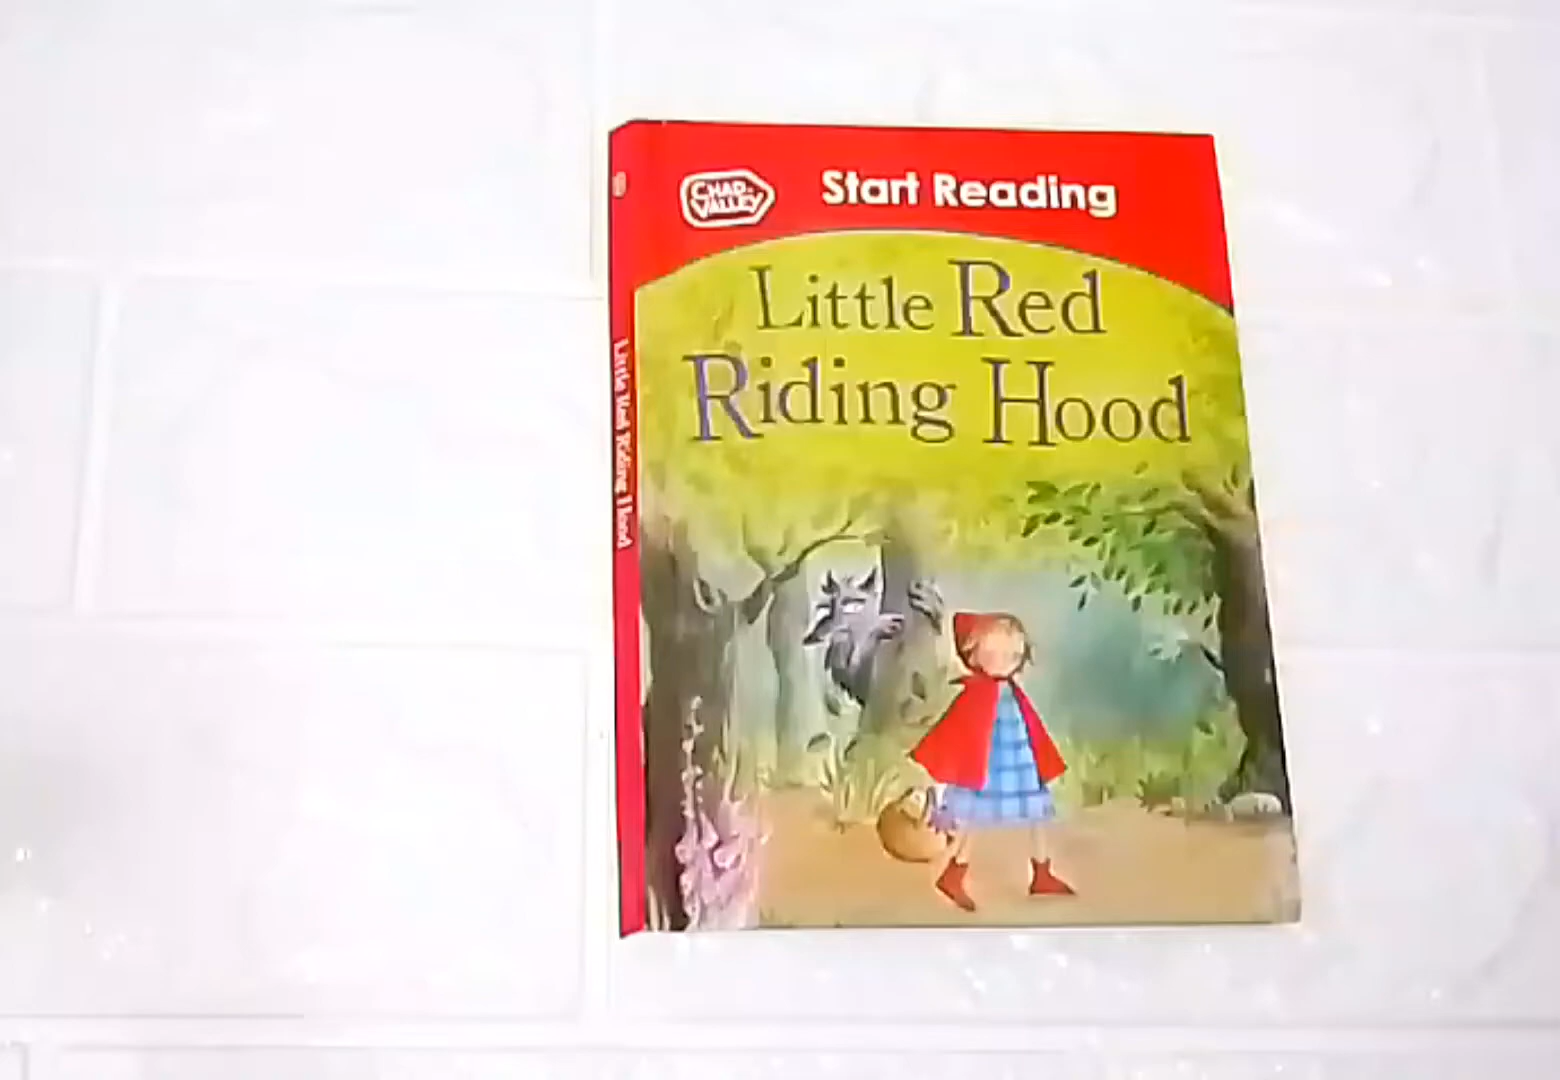 CHAD
VALLEY
Start Reading
Little Red
Riding Hood
Little Red Riding Hood